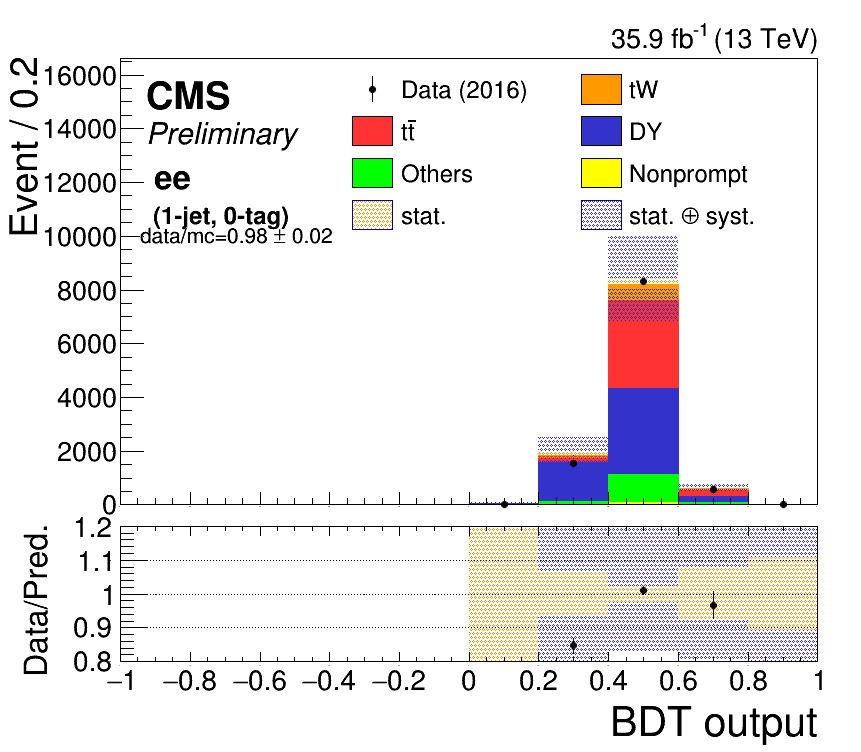 35.9 fb⁻¹ (13 TeV)
Event / 0.2
16000
14000
12000
10000
8000
6000
4000
2000
0
CMS
Preliminary
ee
(1-jet, 0-tag)
data/mc=0.98 ± 0.02
Data (2016)
tW
tt̄
DY
Others
Nonprompt
stat.
stat. ⊕ syst.
Data/Pred.
1.2
1.1
1
0.9
0.8
−1 −0.8 −0.6 −0.4 −0.2 0 0.2 0.4 0.6 0.8 1
BDT output